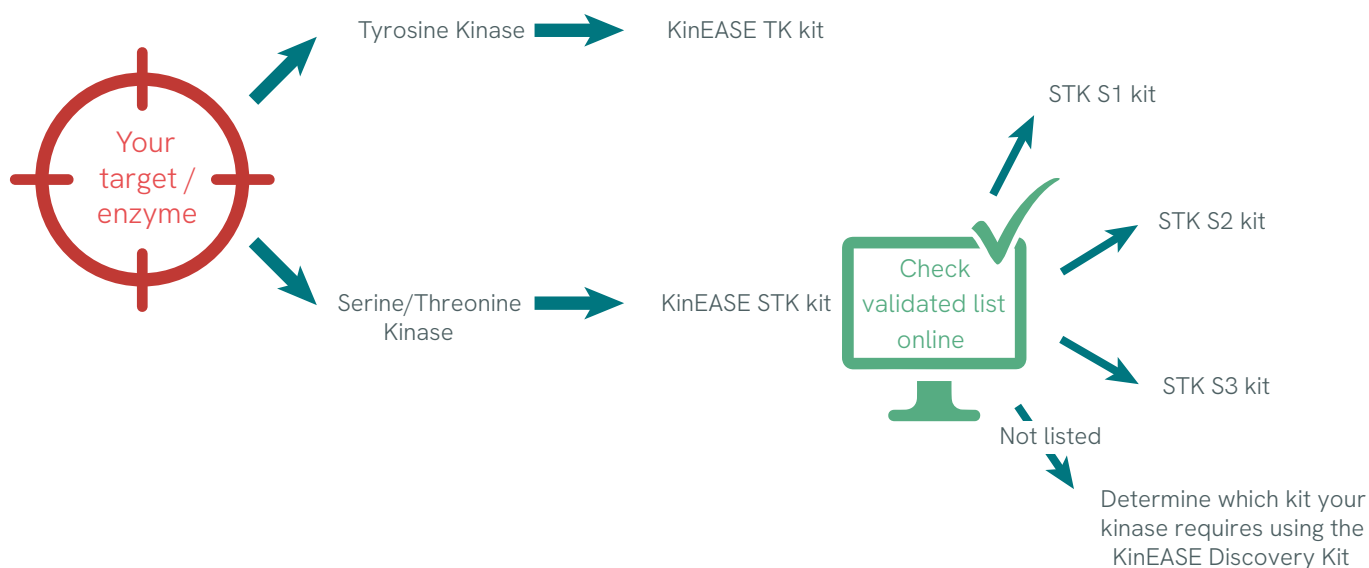 Tyrosine Kinase
KinEASE TK kit
Your
target /
enzyme
STK S1 kit
STK S2 kit
Serine/Threonine
Kinase
KinEASE STK kit
Check
validated list
online
STK S3 kit
Not listed
Determine which kit your
kinase requires using the
KinEASE Discovery Kit